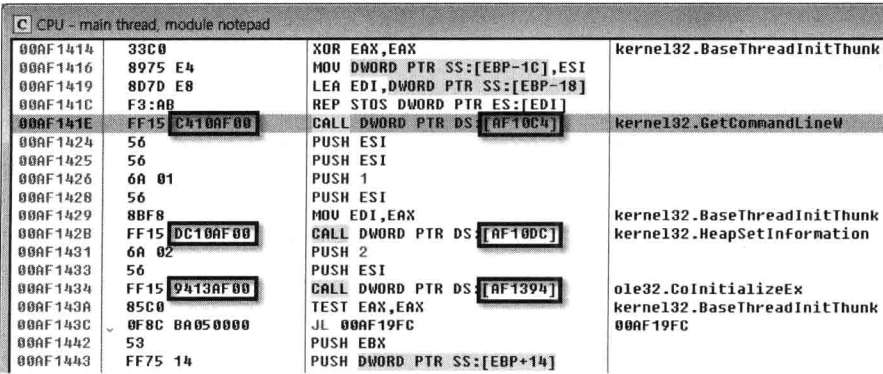 C CPU - main thread, module notepad
00AF1414 33C0 XOR EAX,EAX kernel32.BaseThreadInitThunk
00AF1416 8975 E4 MOV DWORD PTR SS:[EBP-1C],ESI
00AF1419 8D7D E8 LEA EDI,DWORD PTR SS:[EBP-18]
00AF141C F3:AB REP STOS DWORD PTR ES:[EDI]
00AF141E FF15 C410AF00 CALL DWORD PTR DS:[AF10C4] kernel32.GetCommandLineW
00AF1424 56 PUSH ESI
00AF1425 56 PUSH ESI
00AF1426 6A 01 PUSH 1
00AF1428 56 PUSH ESI
00AF1429 8BF8 MOV EDI,EAX kernel32.BaseThreadInitThunk
00AF142B FF15 DC10AF00 CALL DWORD PTR DS:[AF10DC] kernel32.HeapSetInformation
00AF1431 6A 02 PUSH 2
00AF1433 56 PUSH ESI
00AF1434 FF15 9413AF00 CALL DWORD PTR DS:[AF1394] ole32.CoInitializeEx
00AF143A 85C0 TEST EAX,EAX kernel32.BaseThreadInitThunk
00AF143C 0F8C BA050000 JL 00AF19FC 00AF19FC
00AF1442 53 PUSH EBX
00AF1443 FF75 14 PUSH DWORD PTR SS:[EBP+14]